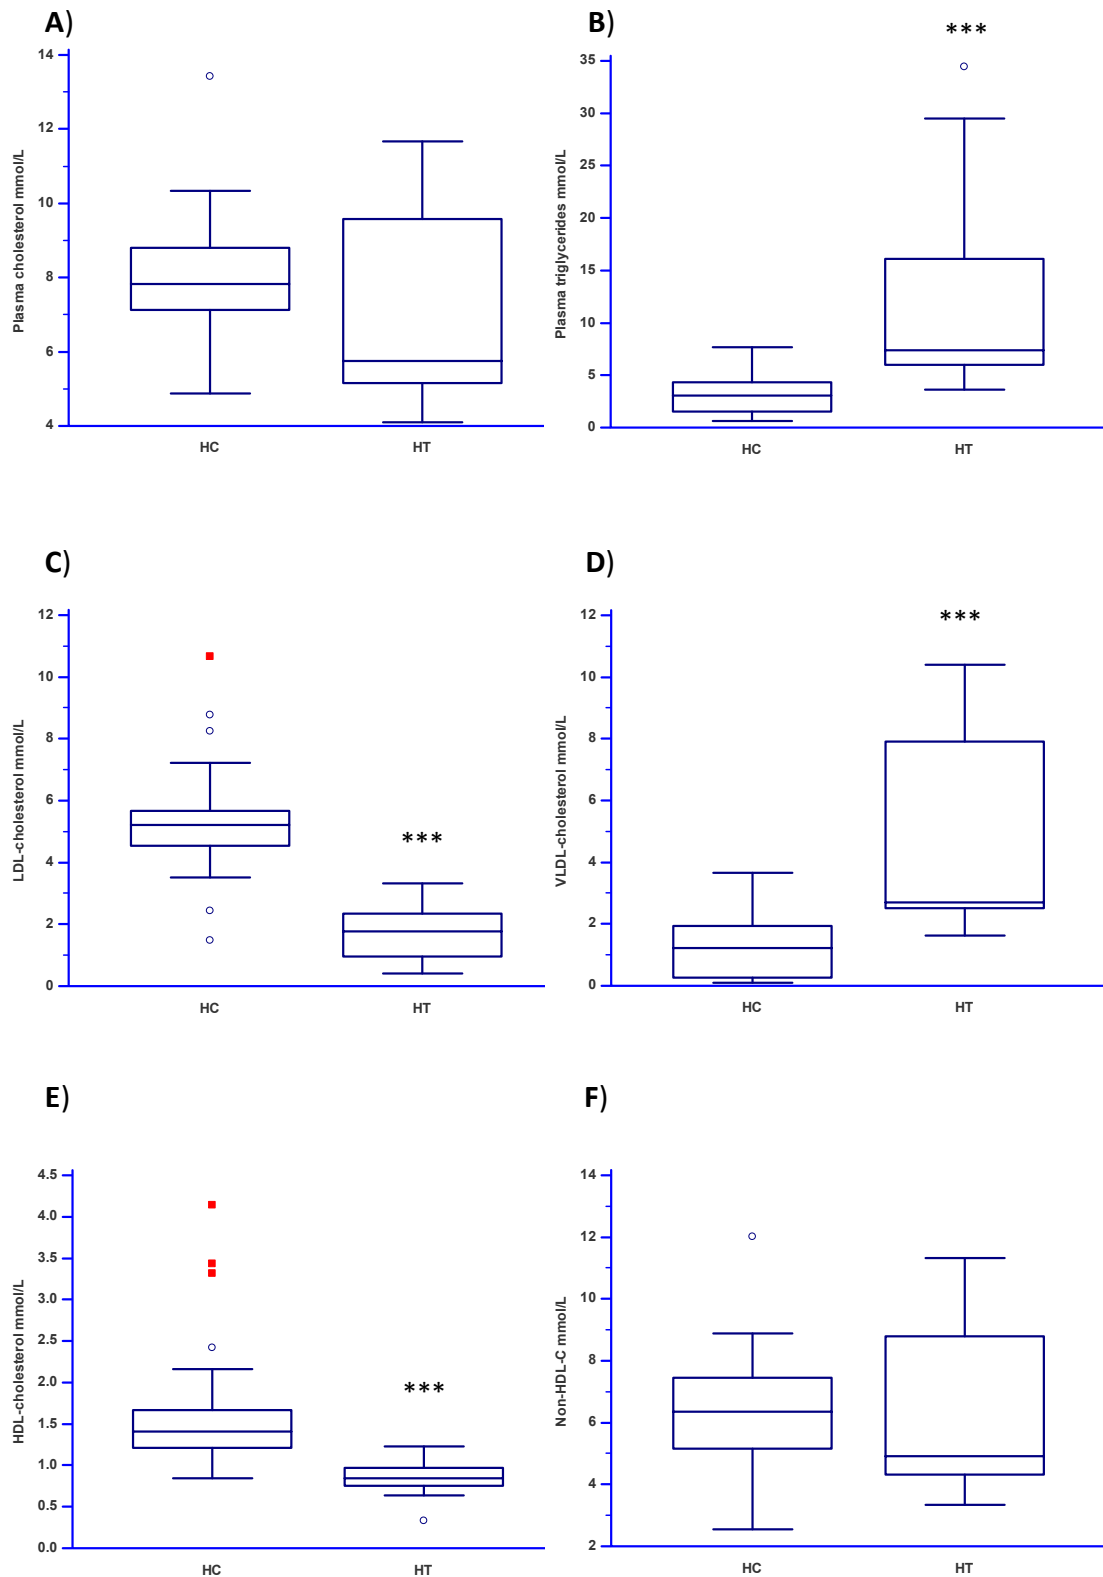 A)
Plasma cholesterol mmol/L
14
12
10
8
6
4
HC HT
B)
***
Plasma triglycerides mmol/L
35
30
25
20
15
10
5
0
HC HT
C)
LDL-cholesterol mmol/L
12
10
8
6
4
2
0
***
HC HT
D)
***
VLDL-cholesterol mmol/L
12
10
8
6
4
2
0
HC HT
E)
HDL-cholesterol mmol/L
4.5
4.0
3.5
3.0
2.5
2.0
1.5
1.0
0.5
0.0
***
HC HT
F)
Non-HDL-C mmol/L
14
12
10
8
6
4
2
HC HT